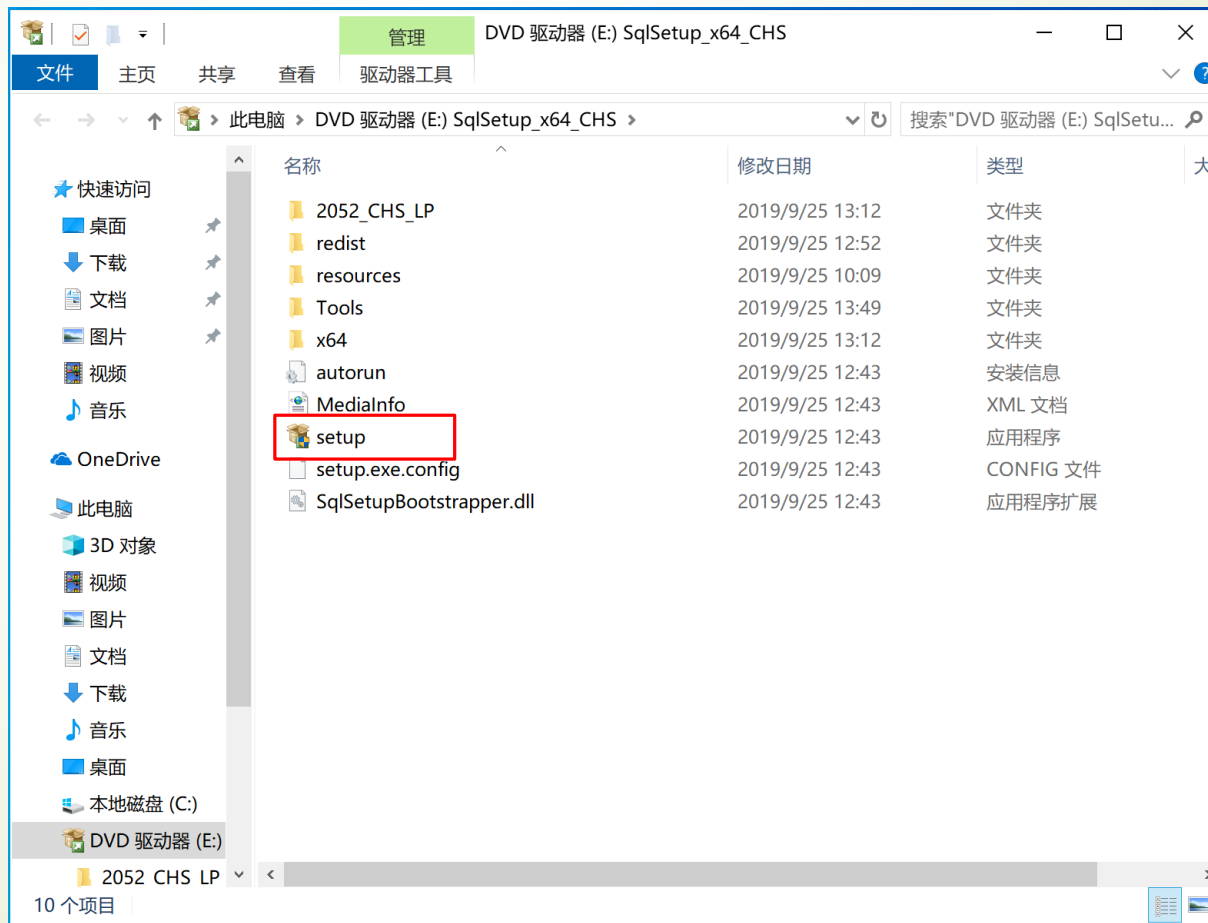 管理
DVD 驱动器 (E:) SqlSetup_x64_CHS
文件 主页 共享 查看 驱动器工具
此电脑 DVD 驱动器 (E:) SqlSetup_x64_CHS
搜索"DVD 驱动器 (E:) SqlSetu...
名称 修改日期 类型 大
快速访问
桌面
下载
文档
图片
视频
音乐
OneDrive
此电脑
3D 对象
视频
图片
文档
下载
音乐
桌面
本地磁盘 (C:)
DVD 驱动器 (E:)
2052_CHS_LP
2052_CHS_LP 2019/9/25 13:12 文件夹
redist 2019/9/25 12:52 文件夹
resources 2019/9/25 10:09 文件夹
Tools 2019/9/25 13:49 文件夹
x64 2019/9/25 13:12 文件夹
autorun 2019/9/25 12:43 安装信息
MediaInfo 2019/9/25 12:43 XML 文档
setup 2019/9/25 12:43 应用程序
setup.exe.config 2019/9/25 12:43 CONFIG 文件
SqlSetupBootstrapper.dll 2019/9/25 12:43 应用程序扩展
10 个项目